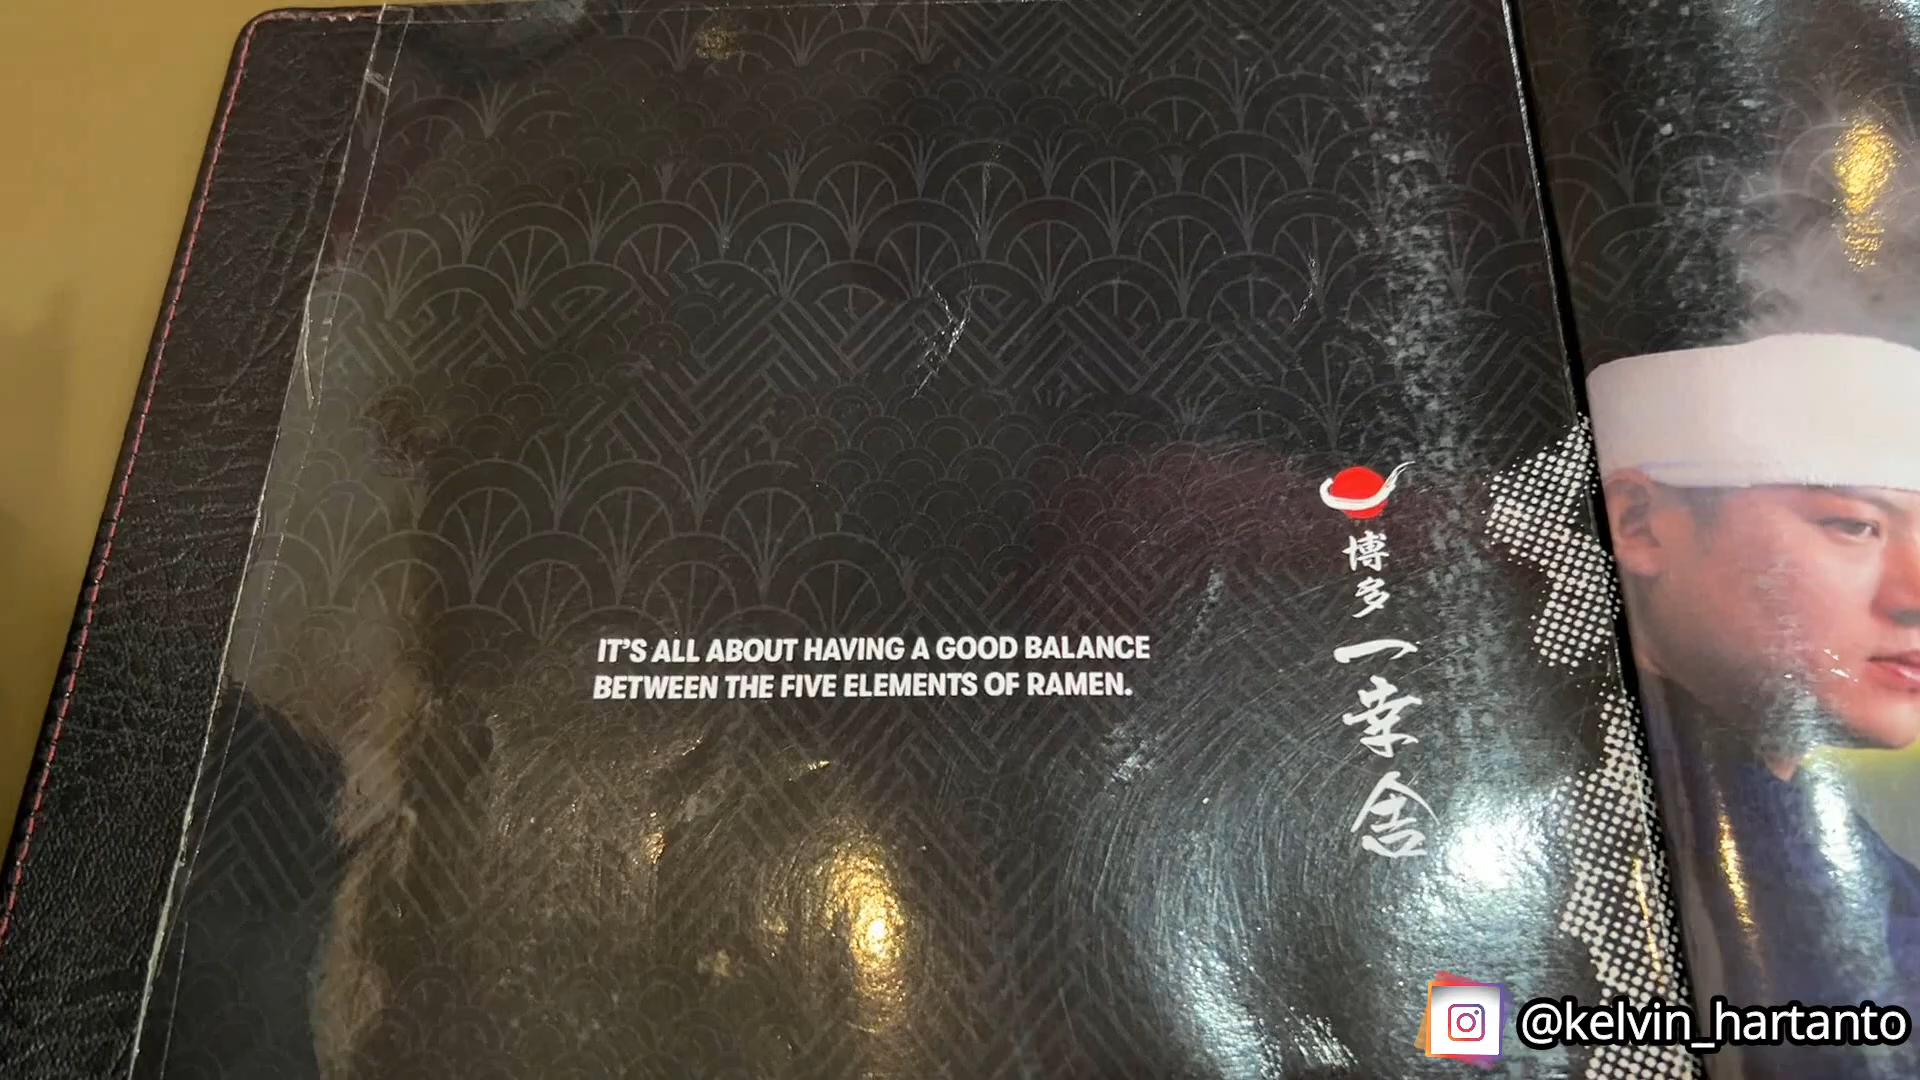 IT'S ALL ABOUT HAVING A GOOD BALANCE
BETWEEN THE FIVE ELEMENTS OF RAMEN.
博多一幸舎
@kelvin_hartanto